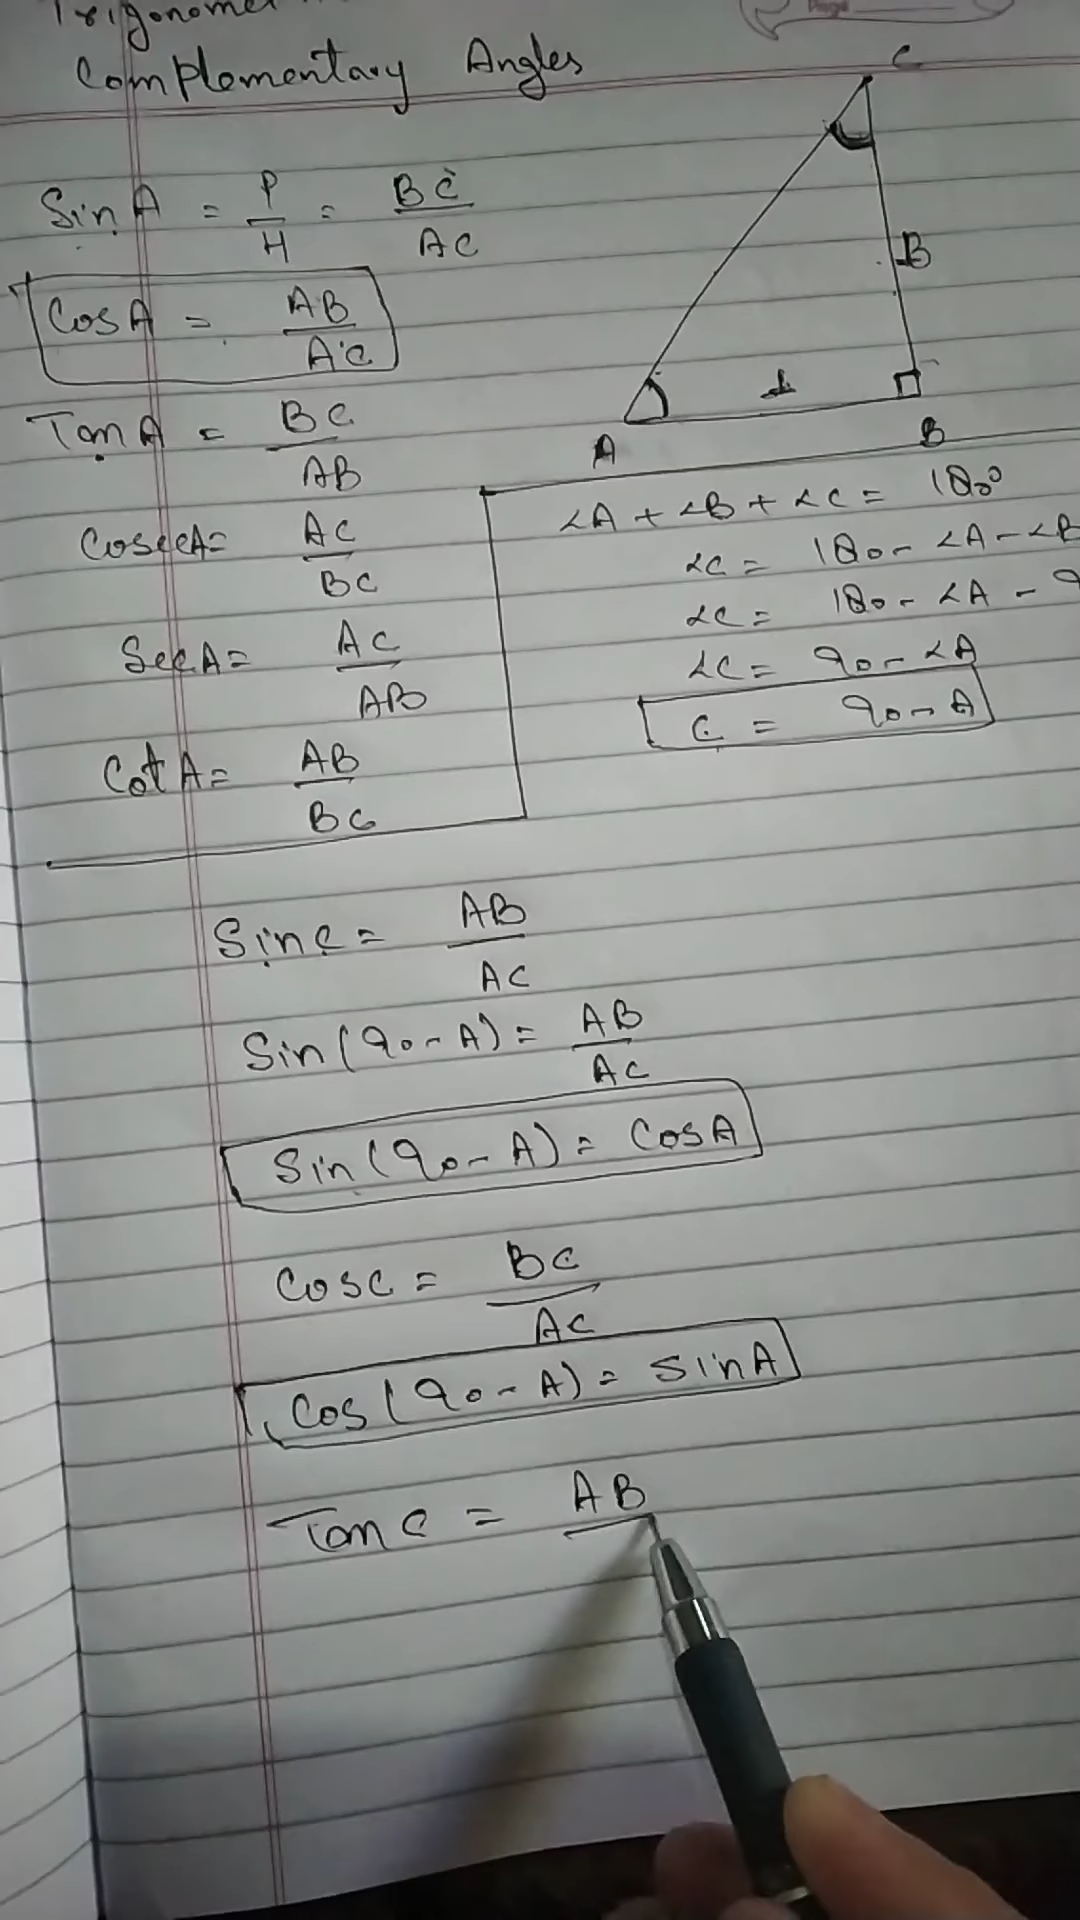 Complementary Angles
Page
C
Sin A = P/H = BC/AC
B
Cos A = AB/AC
A B
Tan A = BC/AB
∠A + ∠B + ∠C = 180°
Cosec A = AC/BC
∠C = 180 - ∠A - ∠B
∠C = 180 - ∠A -
Sec A = AC/AB
∠C = 90 - ∠A
C = 90 - A
Cot A = AB/BC
Sin C = AB/AC
Sin (90 - A) = AB/AC
Sin (90 - A) = Cos A
Cos C = BC/AC
Cos (90 - A) = Sin A
Tan C = AB